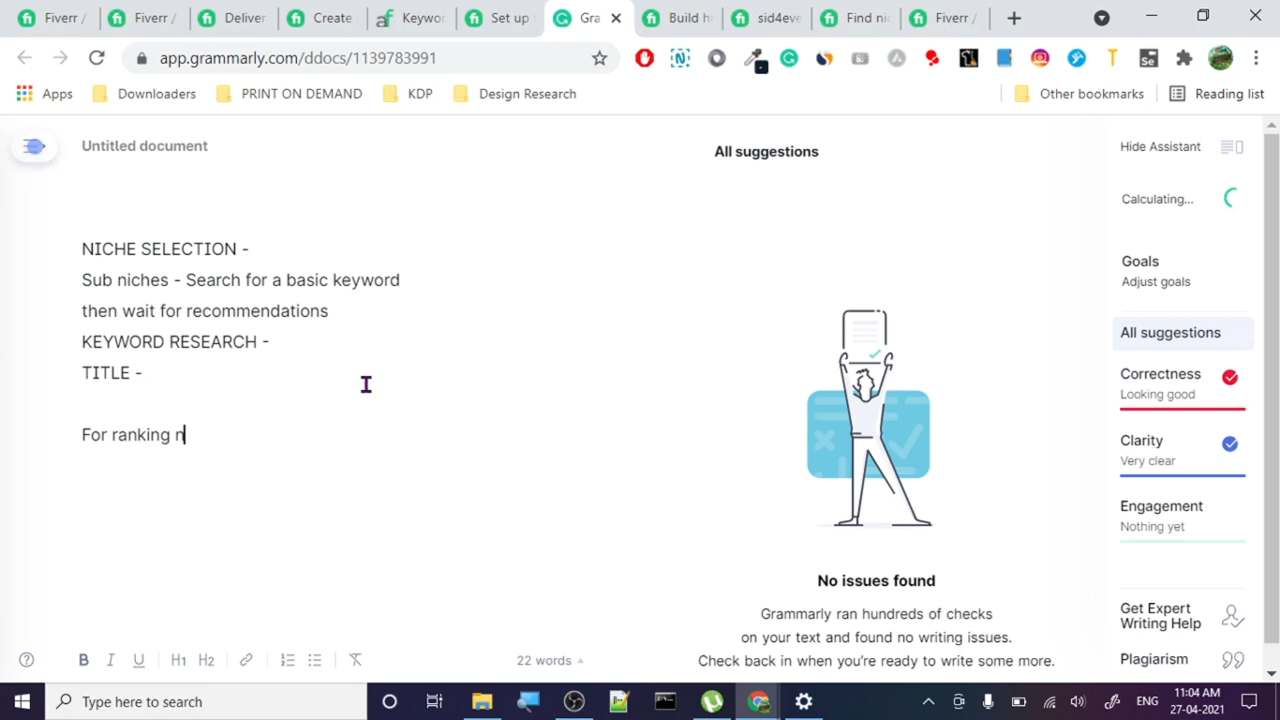 Fiverr /
Fiverr /
Deliver
Create
Keywor
Set up
Gra
Build h
sid4eve
Find nic
Fiverr /
app.grammarly.com/ddocs/1139783991
Apps
Downloaders
PRINT ON DEMAND
KDP
Design Research
Other bookmarks
Reading list
Untitled document
All suggestions
Hide Assistant
Calculating...
NICHE SELECTION -
Sub niches - Search for a basic keyword
then wait for recommendations
KEYWORD RESEARCH -
TITLE -
For ranking n
Goals
Adjust goals
All suggestions
Correctness
Looking good
Clarity
Very clear
Engagement
Nothing yet
No issues found
Grammarly ran hundreds of checks
on your text and found no writing issues.
Check back in when you're ready to write some more.
Get Expert
Writing Help
Plagiarism
B I U H1 H2
22 words
Type here to search
ENG
11:04 AM
27-04-2021